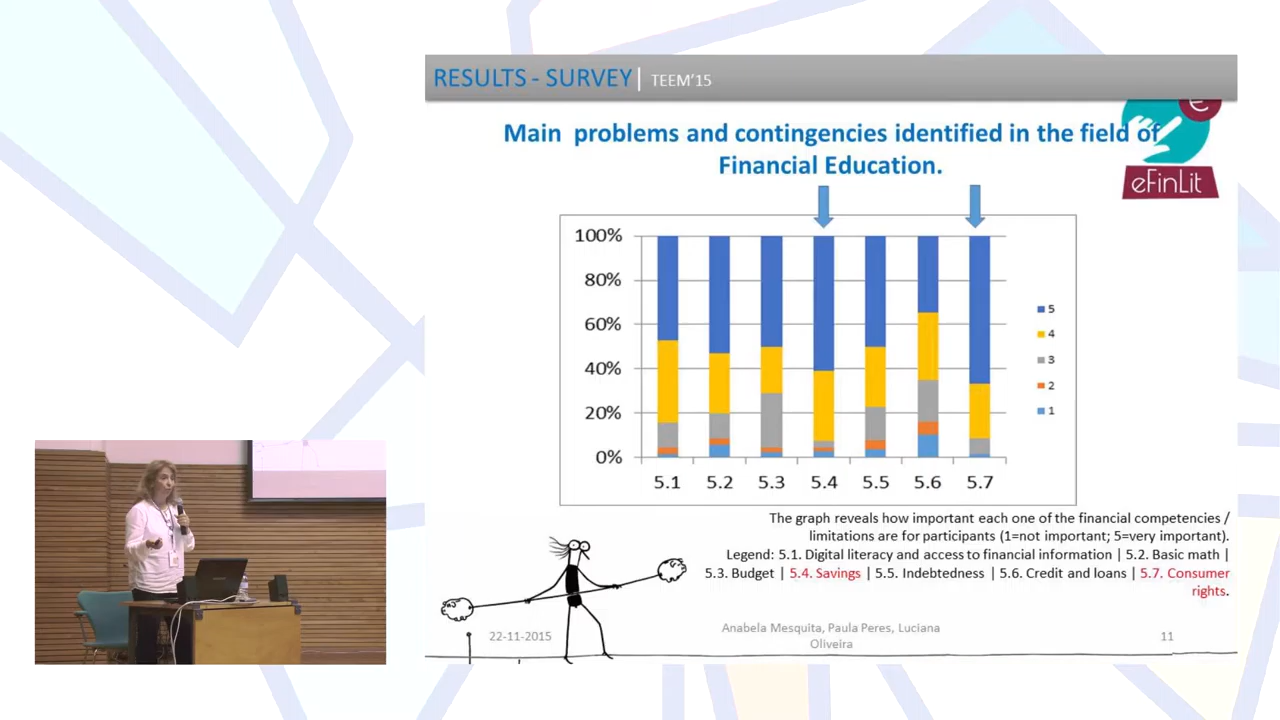 RESULTS - SURVEY| TEEM'15
Main problems and contingencies identified in the field of
Financial Education.
e
eFinLit
100%
80%
60%
40%
20%
0%
5.1 5.2 5.3 5.4 5.5 5.6 5.7
5
4
3
2
1
The graph reveals how important each one of the financial competencies /
limitations are for participants (1=not important; 5=very important).
Legend: 5.1. Digital literacy and access to financial information | 5.2. Basic math |
5.3. Budget | 5.4. Savings | 5.5. Indebtedness | 5.6. Credit and loans | 5.7. Consumer
rights.
22-11-2015
Anabela Mesquita, Paula Peres, Luciana
Oliveira
11